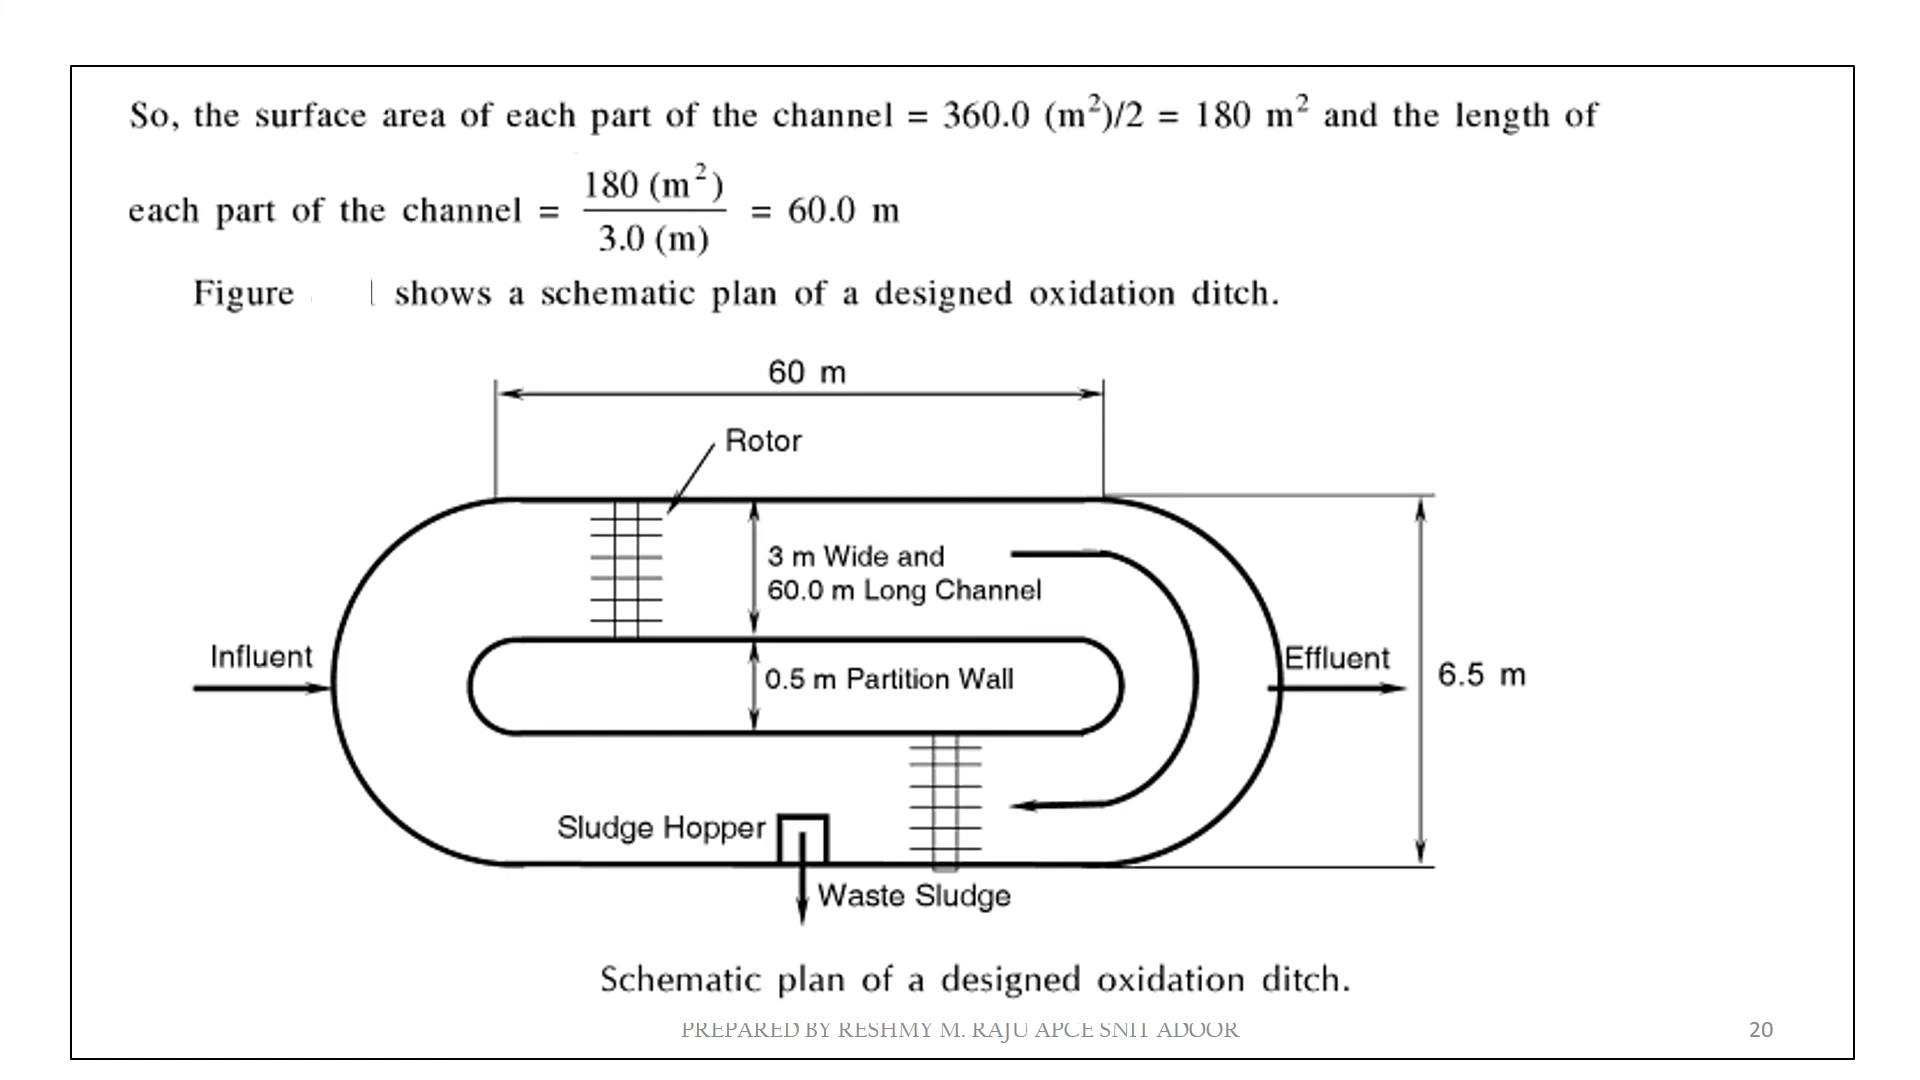 So, the surface area of each part of the channel = 360.0 (m²)/2 = 180 m² and the length of
each part of the channel = 180 (m²) / 3.0 (m) = 60.0 m
Figure 1 shows a schematic plan of a designed oxidation ditch.
60 m
Rotor
3 m Wide and
60.0 m Long Channel
Influent
0.5 m Partition Wall
Effluent
6.5 m
Sludge Hopper
Waste Sludge
Schematic plan of a designed oxidation ditch.
PREPARED BY RESHMY M. RAJU APCE SNIT ADOOR
20